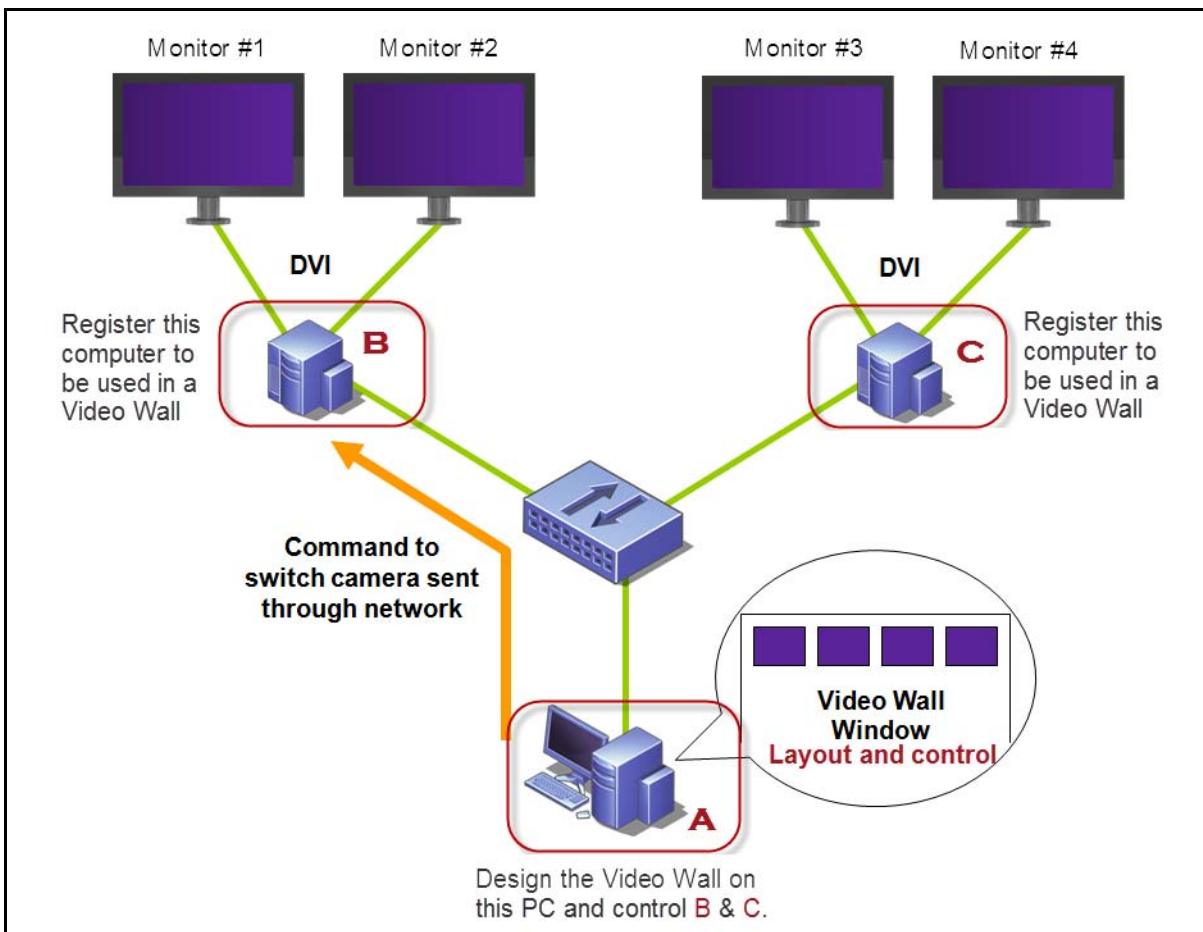 Monitor #1
Monitor #2
Monitor #3
Monitor #4
DVI
DVI
Register this
computer to
be used in a
Video Wall
B
C
Register this
computer to
be used in a
Video Wall
Command to
switch camera sent
through network
Video Wall
Window
Layout and control
A
Design the Video Wall on
this PC and control B & C.